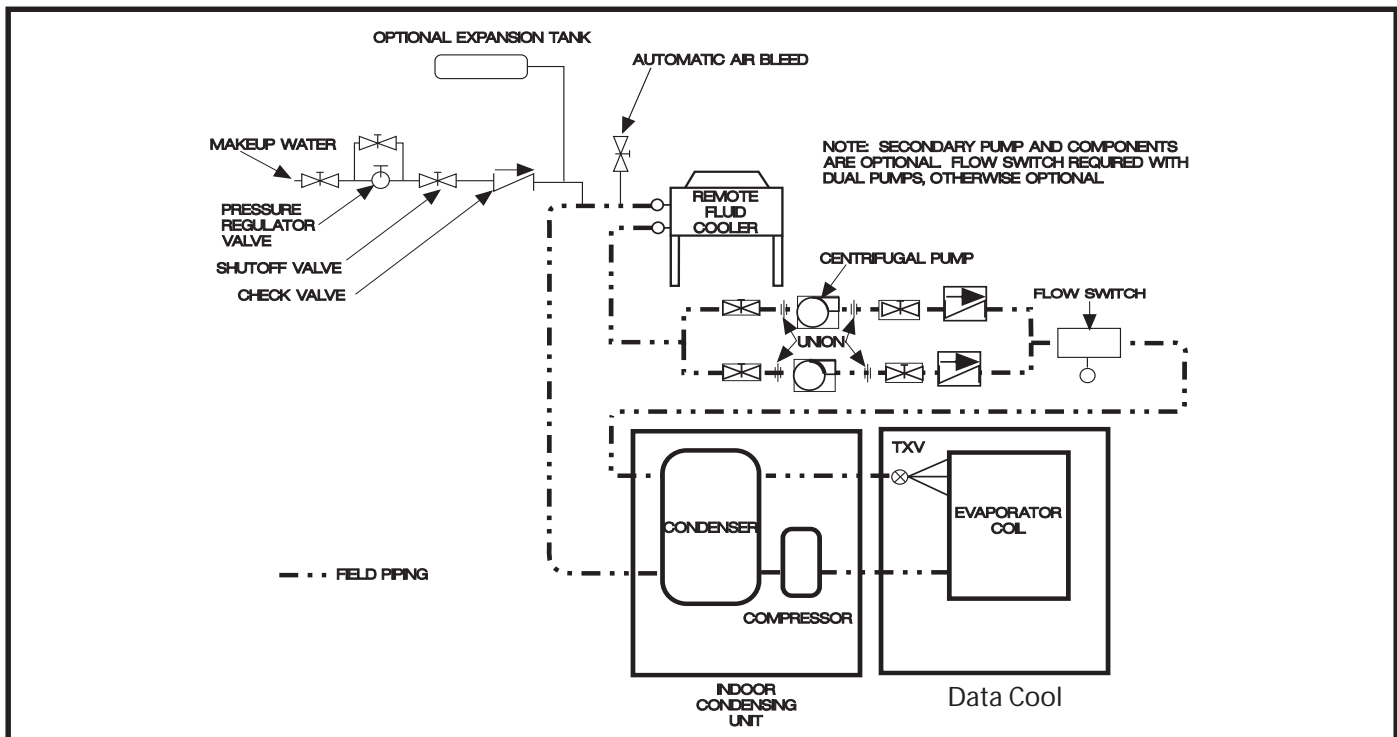 OPTIONAL EXPANSION TANK
AUTOMATIC AIR BLEED
MAKEUP WATER
NOTE: SECONDARY PUMP AND COMPONENTS
ARE OPTIONAL. FLOW SWITCH REQUIRED WITH
DUAL PUMPS, OTHERWISE OPTIONAL
PRESSURE
REGULATOR
VALVE
REMOTE
FLUID
COOLER
SHUTOFF VALVE
CHECK VALVE
CENTRIFUGAL PUMP
FLOW SWITCH
UNION
TXV
CONDENSER
EVAPORATOR
COIL
FIELD PIPING
COMPRESSOR
INDOOR
CONDENSING
UNIT
Data Cool